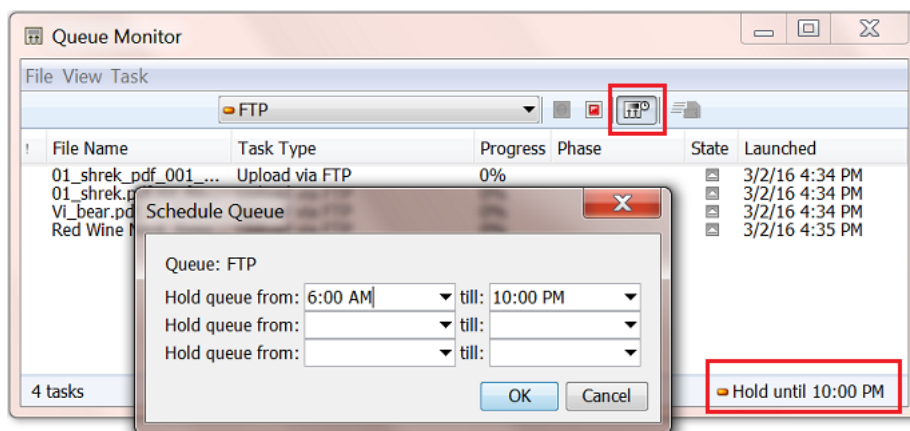 Queue Monitor
File View Task
FTP
! File Name Task Type Progress Phase State Launched
01_shrek_pdf_001_... Upload via FTP 0% 3/2/16 4:34 PM
01_shrek.p 3/2/16 4:34 PM
Vi_bear.pd 3/2/16 4:34 PM
Red Wine 3/2/16 4:35 PM
Schedule Queue
Queue: FTP
Hold queue from: 6:00 AM till: 10:00 PM
Hold queue from: till:
Hold queue from: till:
OK Cancel
4 tasks Hold until 10:00 PM